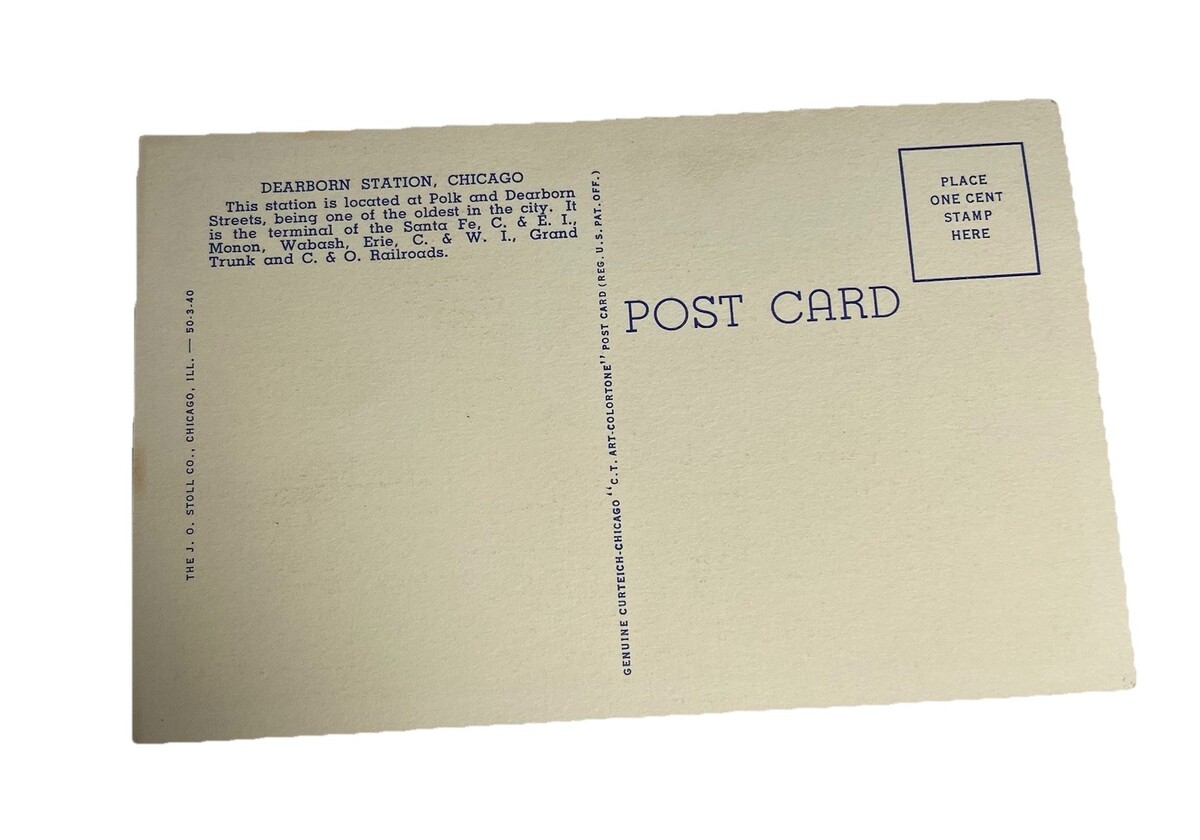 DEARBORN STATION, CHICAGO
This station is located at Polk and Dearborn
Streets, being one of the oldest in the city. It
is the terminal of the Santa Fe, C. & E. I.,
Monon, Wabash, Erie, C. & W. I., Grand
Trunk and C. & O. Railroads.
THE J. O. STOLL CO., CHICAGO, ILL. — 50-3-40
GENUINE CURTEICH-CHICAGO "C.T. ART-COLORTONE" POST CARD (REG. U.S. PAT. OFF.)
POST CARD
PLACE
ONE CENT
STAMP
HERE